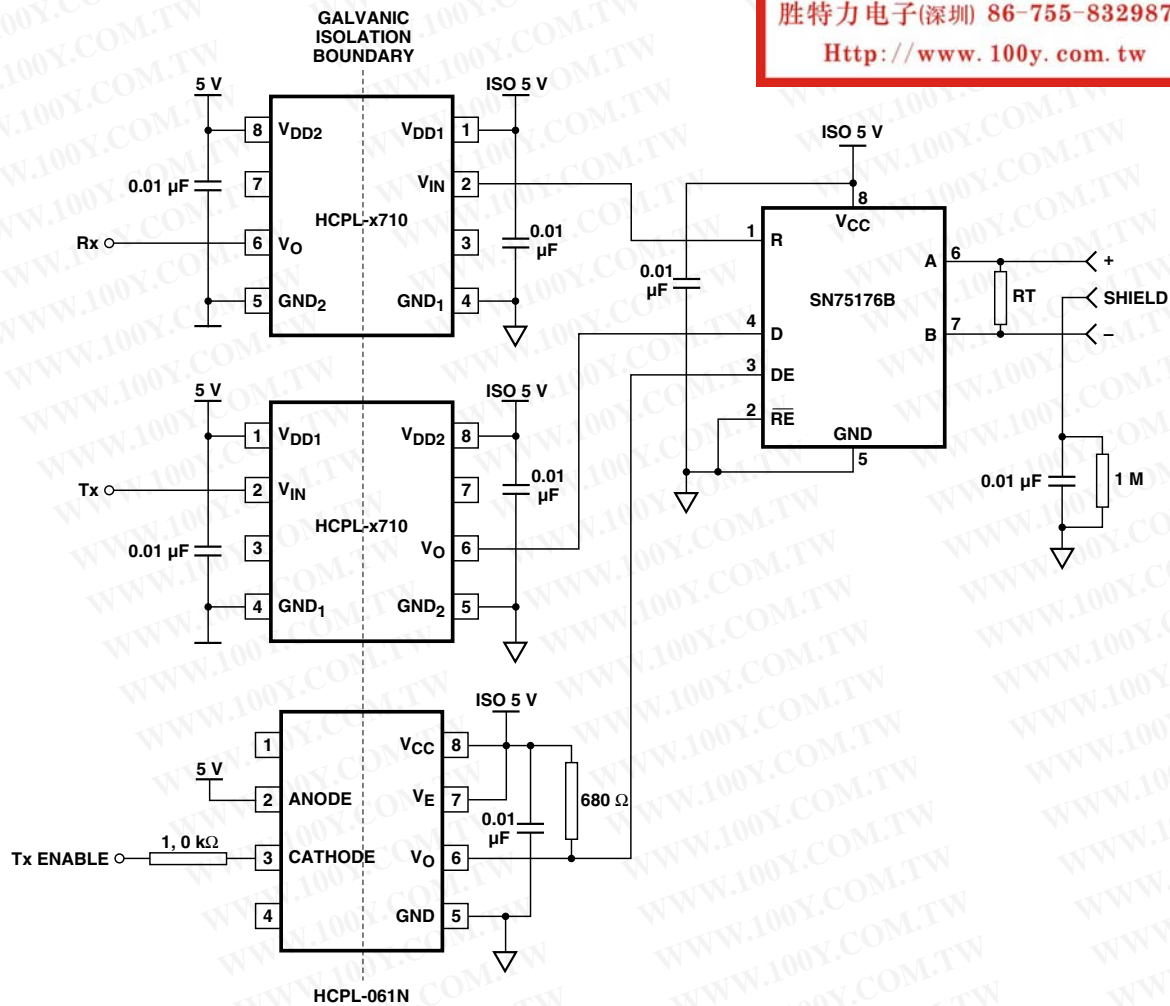 GALVANIC
ISOLATION
BOUNDARY
胜特力电子(深圳) 86-755-832987
Http://www.100y.com.tw
5 V
ISO 5 V
8 VDD2
VDD1 1
7
VIN 2
0.01 µF
HCPL-x710
Rx
6 VO
3
0.01
µF
5 GND2
GND1 4
5 V
ISO 5 V
1 VDD1
VDD2 8
Tx
2 VIN
7
0.01
µF
HCPL-x710
0.01 µF
3
VO 6
4 GND1
GND2 5
ISO 5 V
1
VCC 8
5 V
2 ANODE
VE 7
680 Ω
0.01
µF
1, 0 kΩ
Tx ENABLE
3 CATHODE
VO 6
4
GND 5
HCPL-061N
ISO 5 V
8
VCC
1 R
A 6
+
0.01
µF
SN75176B
RT
SHIELD
4 D
B 7
–
3 DE
2 RE
GND
5
0.01 µF
1 M
WWW.100Y.COM.TW